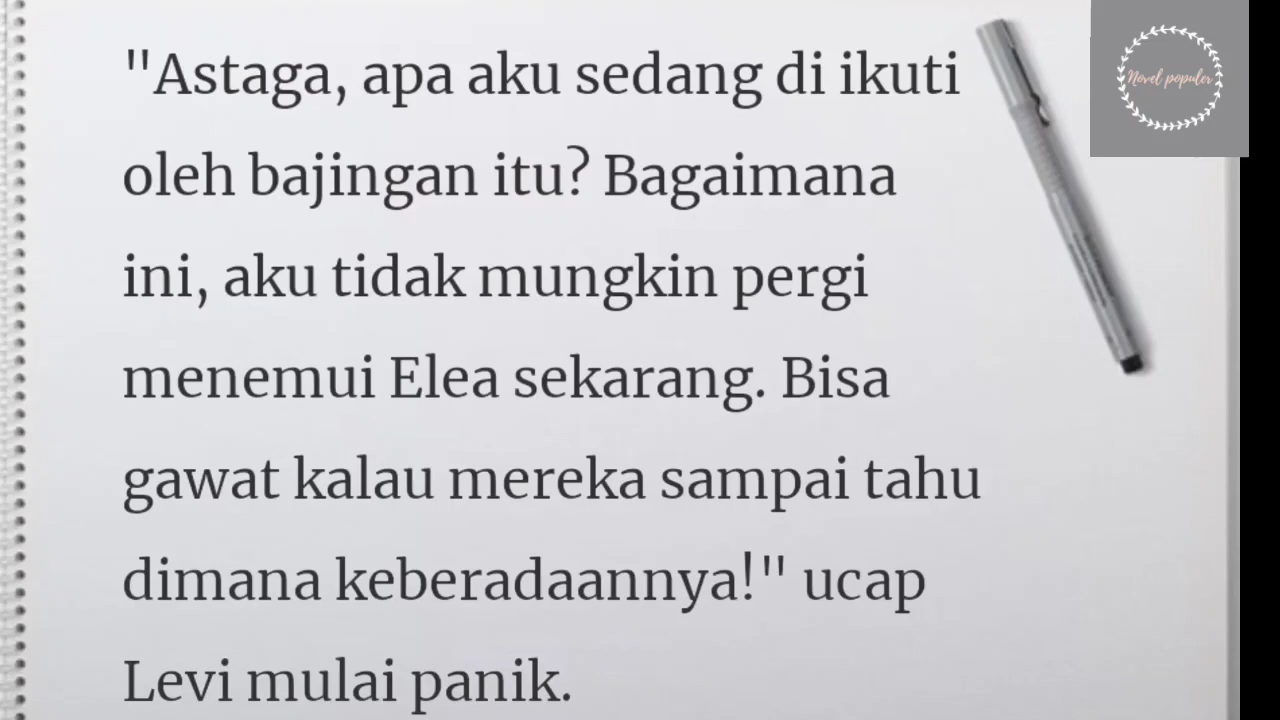 "Astaga, apa aku sedang di ikuti
oleh bajingan itu? Bagaimana
ini, aku tidak mungkin pergi
menemui Elea sekarang. Bisa
gawat kalau mereka sampai tahu
dimana keberadaannya!" ucap
Levi mulai panik.
Novel populer